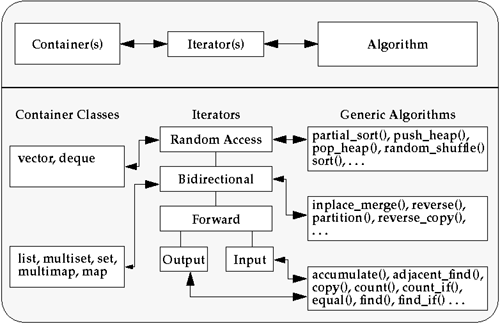 Container(s)
Iterator(s)
Algorithm
Container Classes
Iterators
Generic Algorithms
vector, deque
Random Access
partial_sort(), push_heap(),
pop_heap(), random_shuffle()
sort(), . . .
Bidirectional
inplace_merge(), reverse(),
partition(), reverse_copy(),
. . .
Forward
list, multiset, set,
multimap, map
Output
Input
accumulate(), adjacent_find(),
copy(), count(), count_if(),
equal(), find(), find_if() . . .